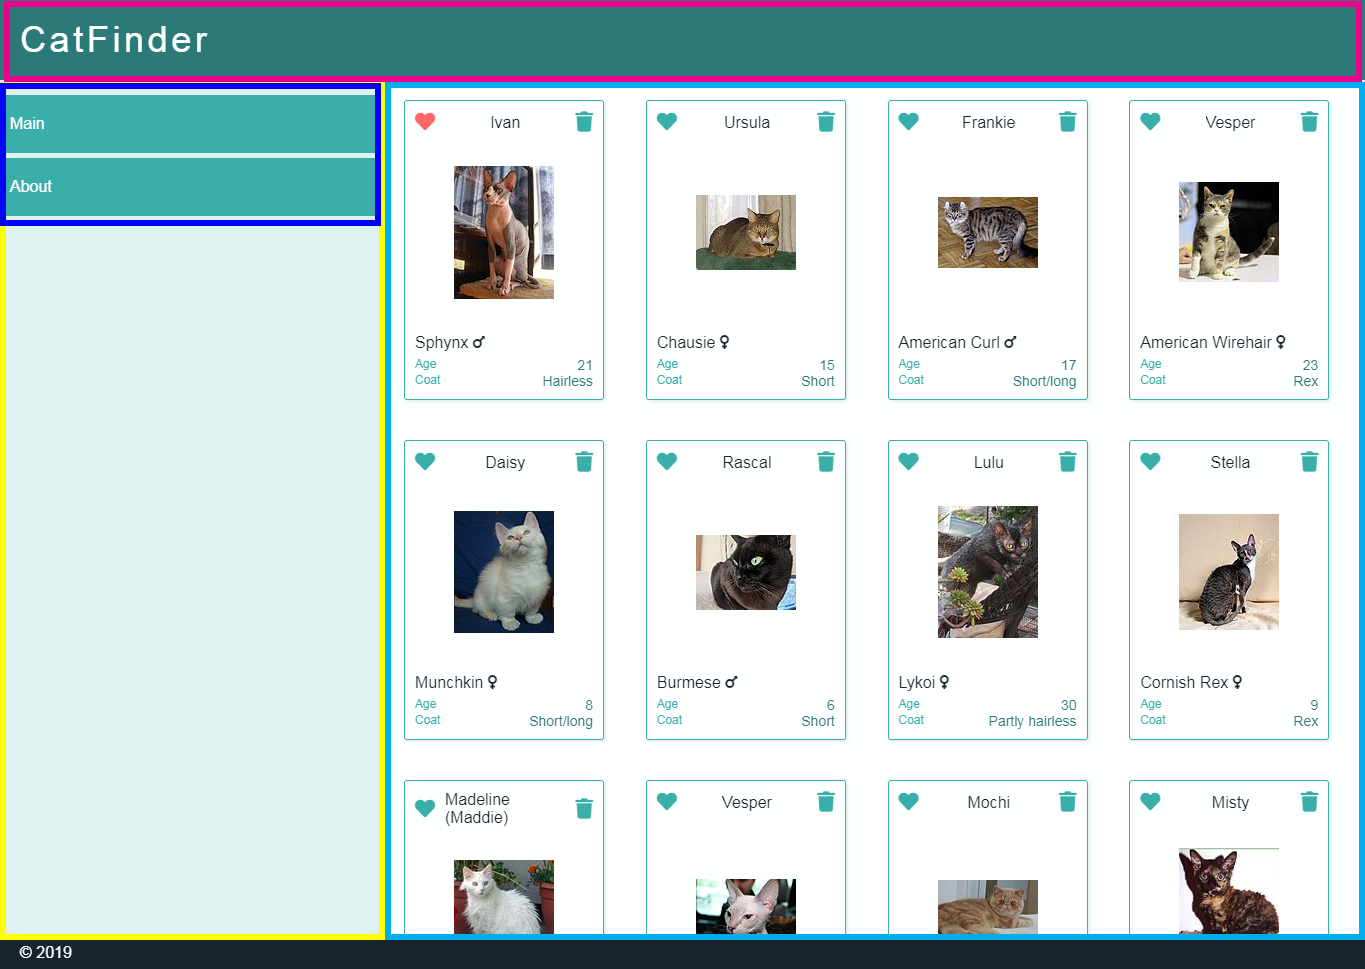 CatFinder
Main
About
Ivan
Sphynx ♂
Age 21
Coat Hairless
Ursula
Chausie ♀
Age 15
Coat Short
Frankie
American Curl ♂
Age 17
Coat Short/long
Vesper
American Wirehair ♀
Age 23
Coat Rex
Daisy
Munchkin ♀
Age 8
Coat Short/long
Rascal
Burmese ♂
Age 6
Coat Short
Lulu
Lykoi ♀
Age 30
Coat Partly hairless
Stella
Cornish Rex ♀
Age 9
Coat Rex
Madeline
(Maddie)
Vesper
Mochi
Misty
© 2019